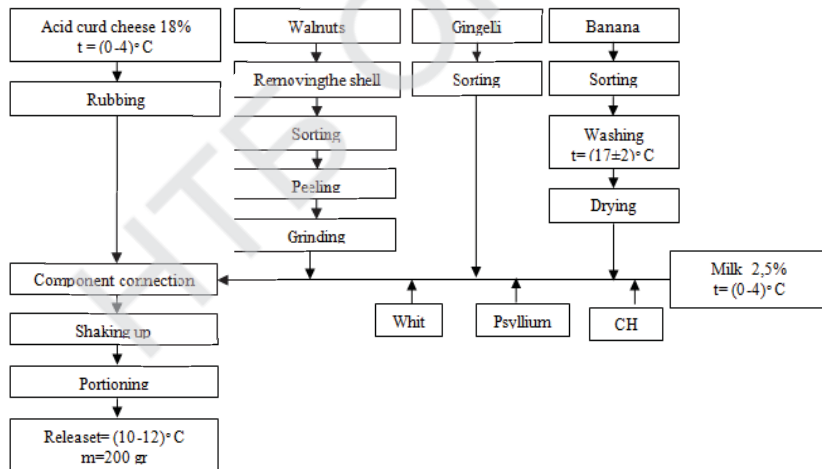 Acid curd cheese 18%
t = (0-4)° C
Rubbing
Walnuts
Removingthe shell
Sorting
Peeling
Grinding
Gingelli
Sorting
Banana
Sorting
Washing
t= (17±2)° C
Drying
Milk 2,5%
t= (0-4)° C
Whit
Psyllium
CH
Component connection
Shaking up
Portioning
Releaset= (10-12)° C
m=200 gr
НТБ